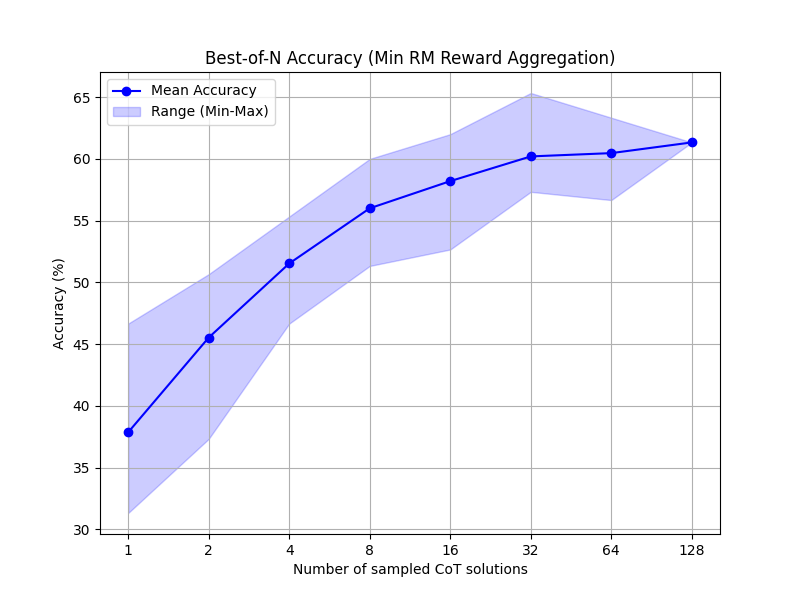 Best-of-N Accuracy (Min RM Reward Aggregation)
Mean Accuracy
Range (Min-Max)
Accuracy (%)
65
60
55
50
45
40
35
30
1 2 4 8 16 32 64 128
Number of sampled CoT solutions